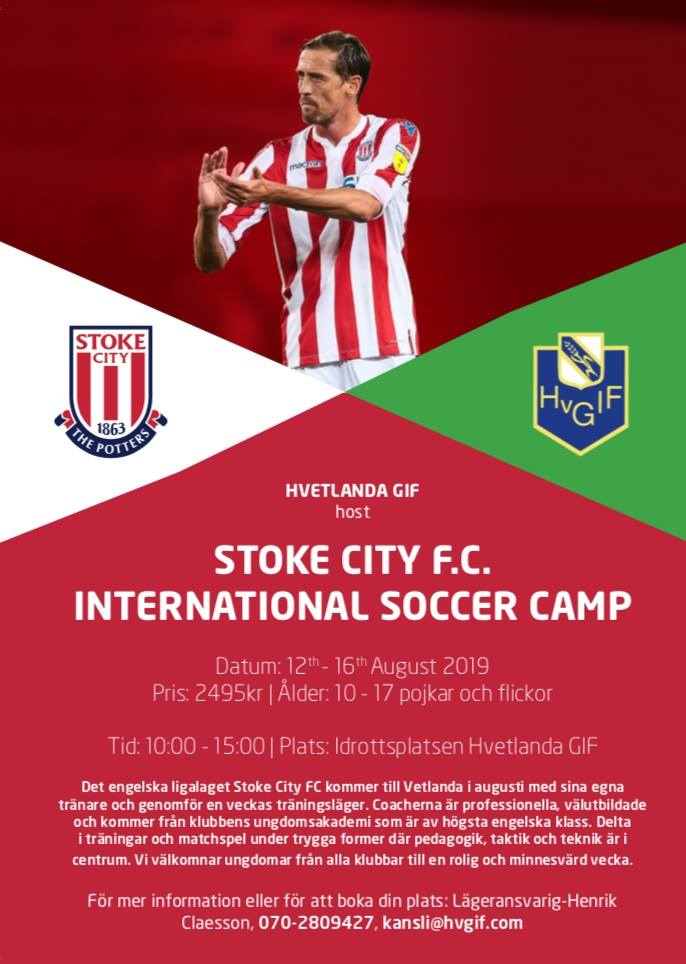 macron
STOKE
CITY
1863
THE POTTERS
HvGIF
HVETLANDA GIF
host
STOKE CITY F.C.
INTERNATIONAL SOCCER CAMP
Datum: 12th - 16th August 2019
Pris: 2495kr | Ålder: 10 - 17 pojkar och flickor
Tid: 10:00 - 15:00 | Plats: Idrottsplatsen Hvetlanda GIF
Det engelska ligalaget Stoke City FC kommer till Vetlanda i augusti med sina egna
tränare och genomför en veckas träningsläger. Coacherna är professionella, välutbildade
och kommer från klubbens ungdomsakademi som är av högsta engelska klass. Delta
i träningar och matchspel under trygga former där pedagogik, taktik och teknik är i
centrum. Vi välkomnar ungdomar från alla klubbar till en rolig och minnesvärd vecka.
För mer information eller för att boka din plats: Lägeransvarig-Henrik
Claesson, 070-2809427, kansli@hvgif.com